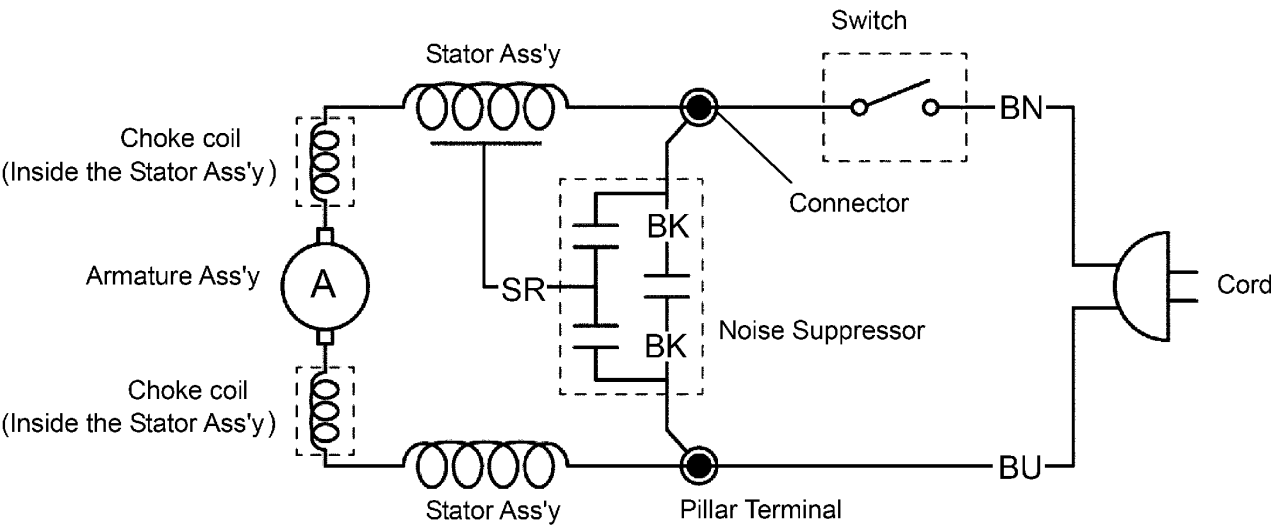 Switch
Stator Ass'y
BN
Choke coil
(Inside the Stator Ass'y)
Connector
BK
Armature Ass'y
A
SR
Cord
Noise Suppressor
BK
Choke coil
(Inside the Stator Ass'y)
BU
Stator Ass'y
Pillar Terminal